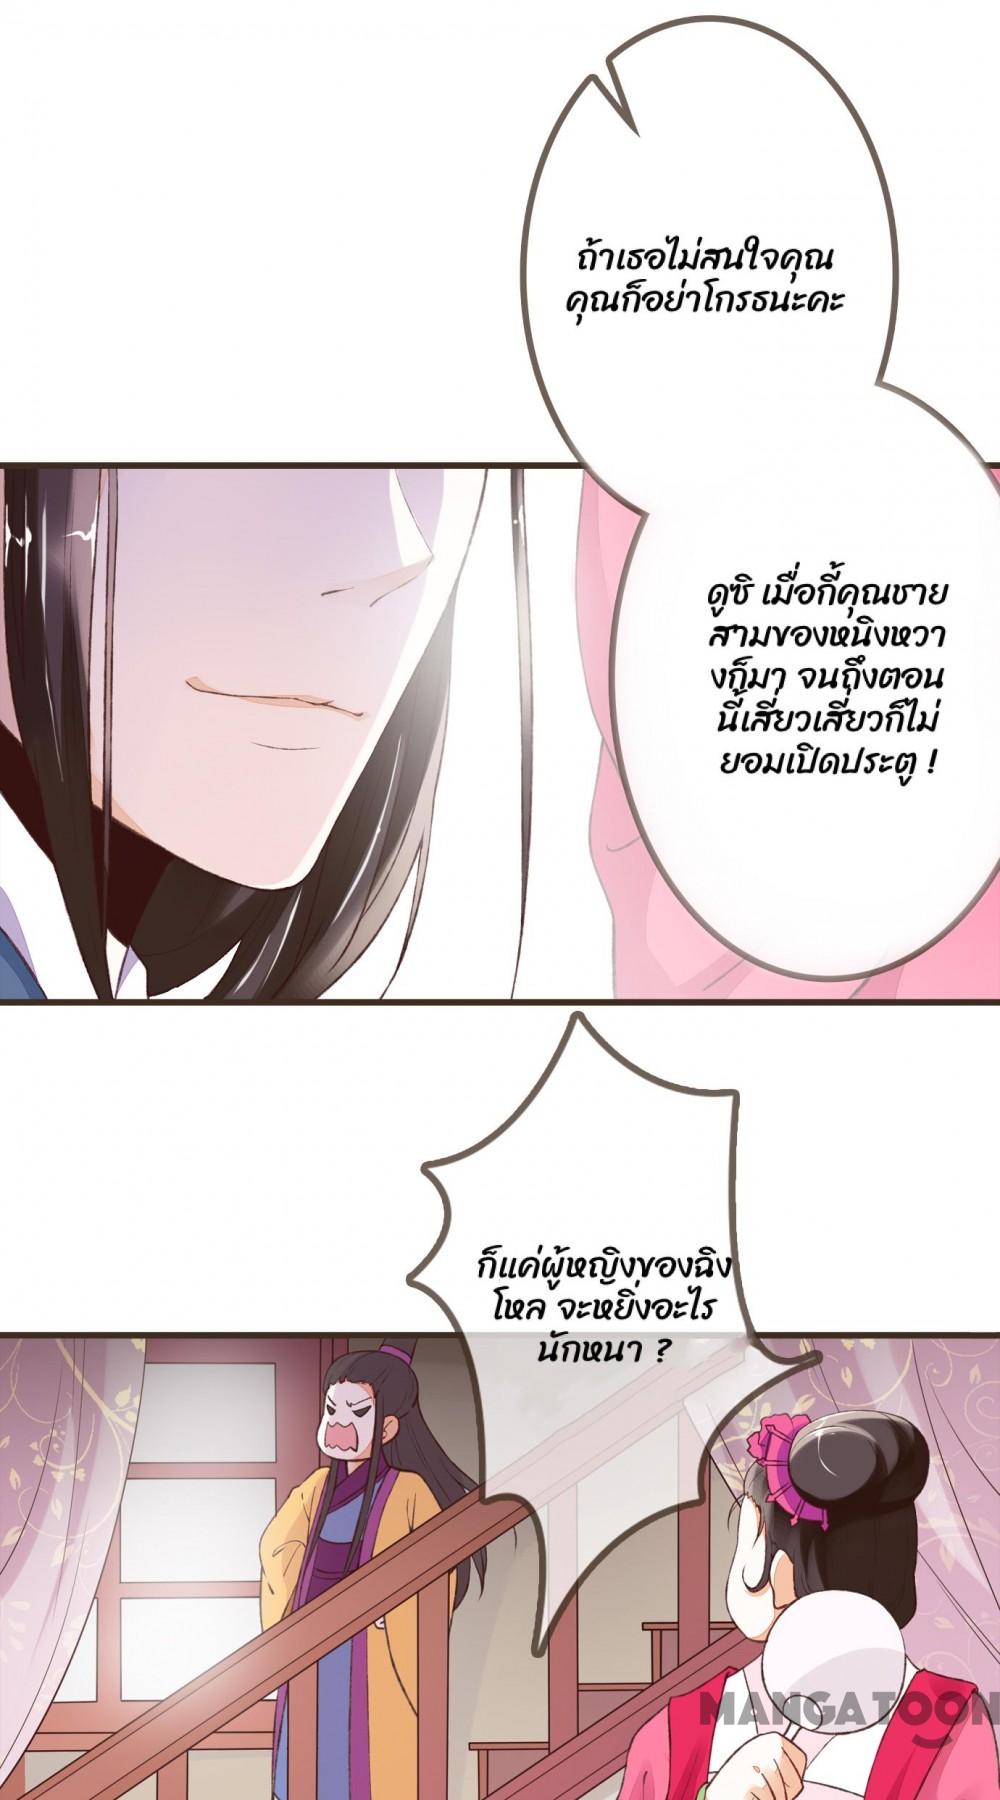 ถ้าเธอไม่สนใจคุณ
คุณก็อย่าโกรธนะคะ
ดูซิ เมื่อกี้คุณชาย
สามของหนิงหวา
งก็มา จนถึงตอน
นี้เสี่ยวเสี่ยวก็ไม่
ยอมเปิดประตู !
ก็แค่ผู้หญิงของฉิง
โหล จะหยิ่งอะไร
นักหนา ?
MANGATOON